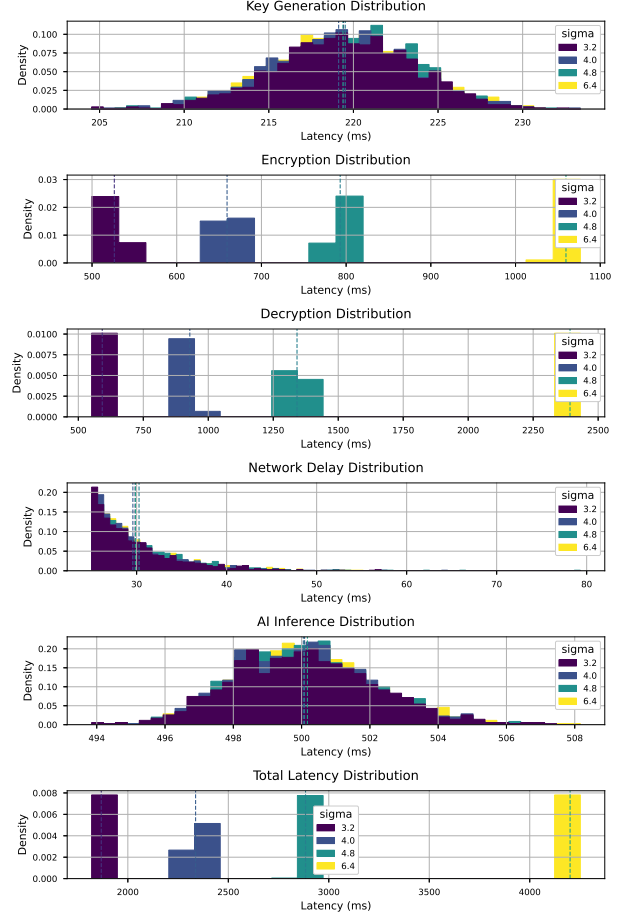 Key Generation Distribution
Density
0.100
0.075
0.050
0.025
0.000
sigma
3.2
4.0
4.8
6.4
205 210 215 220 225 230
Latency (ms)
Encryption Distribution
Density
0.03
0.02
0.01
0.00
sigma
3.2
4.0
4.8
6.4
500 600 700 800 900 1000 1100
Latency (ms)
Decryption Distribution
Density
0.0100
0.0075
0.0050
0.0025
0.0000
sigma
3.2
4.0
4.8
6.4
500 750 1000 1250 1500 1750 2000 2250 2500
Latency (ms)
Network Delay Distribution
Density
0.20
0.15
0.10
0.05
0.00
sigma
3.2
4.0
4.8
6.4
30 40 50 60 70 80
Latency (ms)
AI Inference Distribution
Density
0.20
0.15
0.10
0.05
0.00
sigma
3.2
4.0
4.8
6.4
494 496 498 500 502 504 506 508
Latency (ms)
Total Latency Distribution
Density
0.008
0.006
0.004
0.002
0.000
sigma
3.2
4.0
4.8
6.4
2000 2500 3000 3500 4000
Latency (ms)